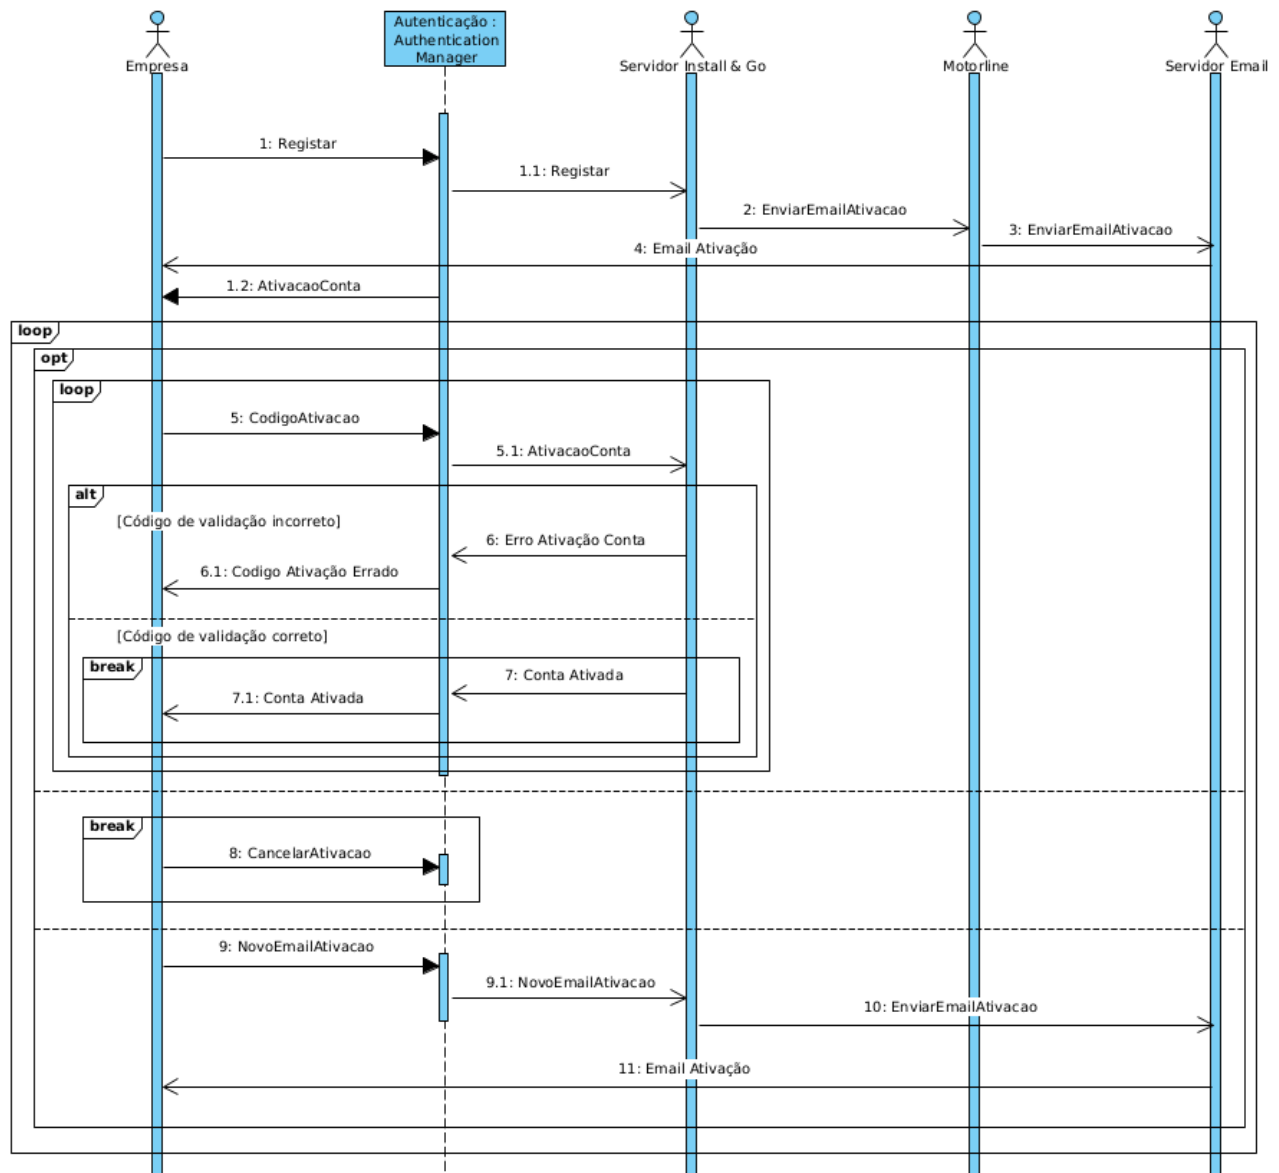 Autenticação :
Authentication
Manager
Empresa
Servidor Install & Go
Motorline
Servidor Email
1: Registar
1.1: Registar
2: EnviarEmailAtivacao
3: EnviarEmailAtivacao
4: Email Ativação
1.2: AtivacaoConta
loop
opt
loop
5: CodigoAtivacao
5.1: AtivacaoConta
alt
[Código de validação incorreto]
6: Erro Ativação Conta
6.1: Codigo Ativação Errado
[Código de validação correto]
break
7: Conta Ativada
7.1: Conta Ativada
break
8: CancelarAtivacao
9: NovoEmailAtivacao
9.1: NovoEmailAtivacao
10: EnviarEmailAtivacao
11: Email Ativação